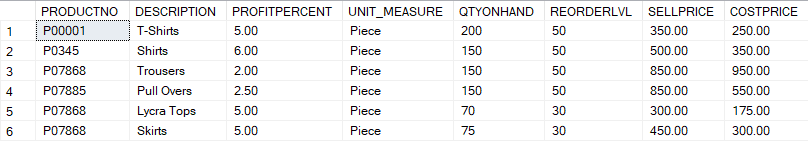 PRODUCTNO DESCRIPTION PROFITPERCENT UNIT_MEASURE QTYONHAND REORDERLVL SELLPRICE COSTPRICE
1 P00001 T-Shirts 5.00 Piece 200 50 350.00 250.00
2 P0345 Shirts 6.00 Piece 150 50 500.00 350.00
3 P07868 Trousers 2.00 Piece 150 50 850.00 950.00
4 P07885 Pull Overs 2.50 Piece 150 50 850.00 550.00
5 P07868 Lycra Tops 5.00 Piece 70 30 300.00 175.00
6 P07868 Skirts 5.00 Piece 75 30 450.00 300.00